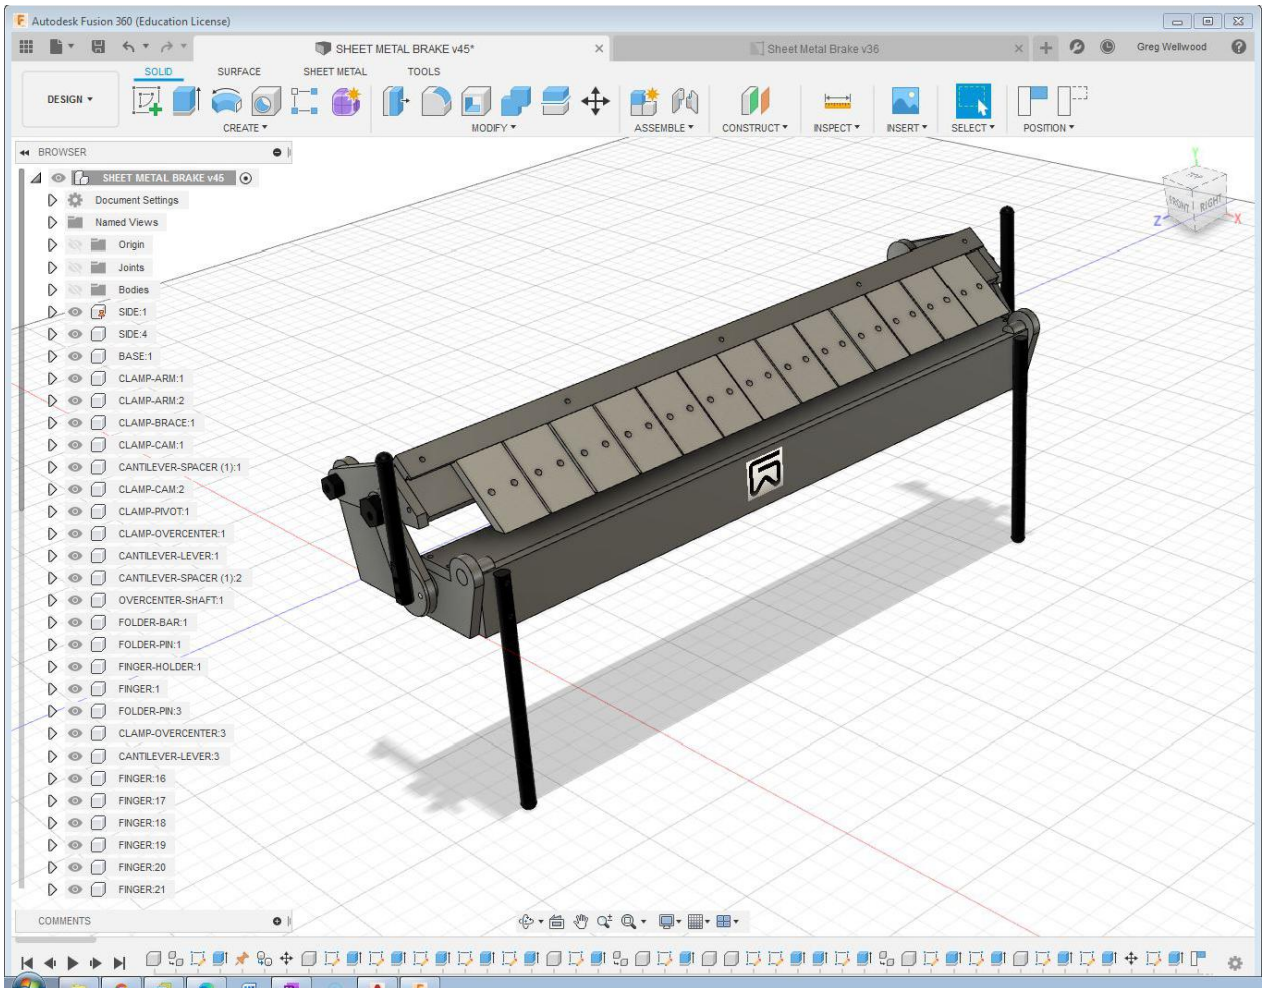 Autodesk Fusion 360 (Education License)
SHEET METAL BRAKE v45*
Sheet Metal Brake v36
Greg Wellwood
DESIGN
SOLID
SURFACE
SHEET METAL
TOOLS
CREATE
MODIFY
ASSEMBLE
CONSTRUCT
INSPECT
INSERT
SELECT
POSITION
BROWSER
SHEET METAL BRAKE v45
Document Settings
Named Views
Origin
Joints
Bodies
SIDE:1
SIDE:4
BASE:1
CLAMP-ARM:1
CLAMP-ARM:2
CLAMP-BRACE:1
CLAMP-CAM:1
CANTILEVER-SPACER (1):1
CLAMP-CAM:2
CLAMP-PIVOT:1
CLAMP-OVERCENTER:1
CANTILEVER-LEVER:1
CANTILEVER-SPACER (1):2
OVERCENTER-SHAFT:1
FOLDER-BAR:1
FOLDER-PIN:1
FINGER-HOLDER:1
FINGER:1
FOLDER-PIN:3
CLAMP-OVERCENTER:3
CANTILEVER-LEVER:3
FINGER:16
FINGER:17
FINGER:18
FINGER:19
FINGER:20
FINGER:21
COMMENTS
Y
TOP
FRONT
RIGHT
Z
X